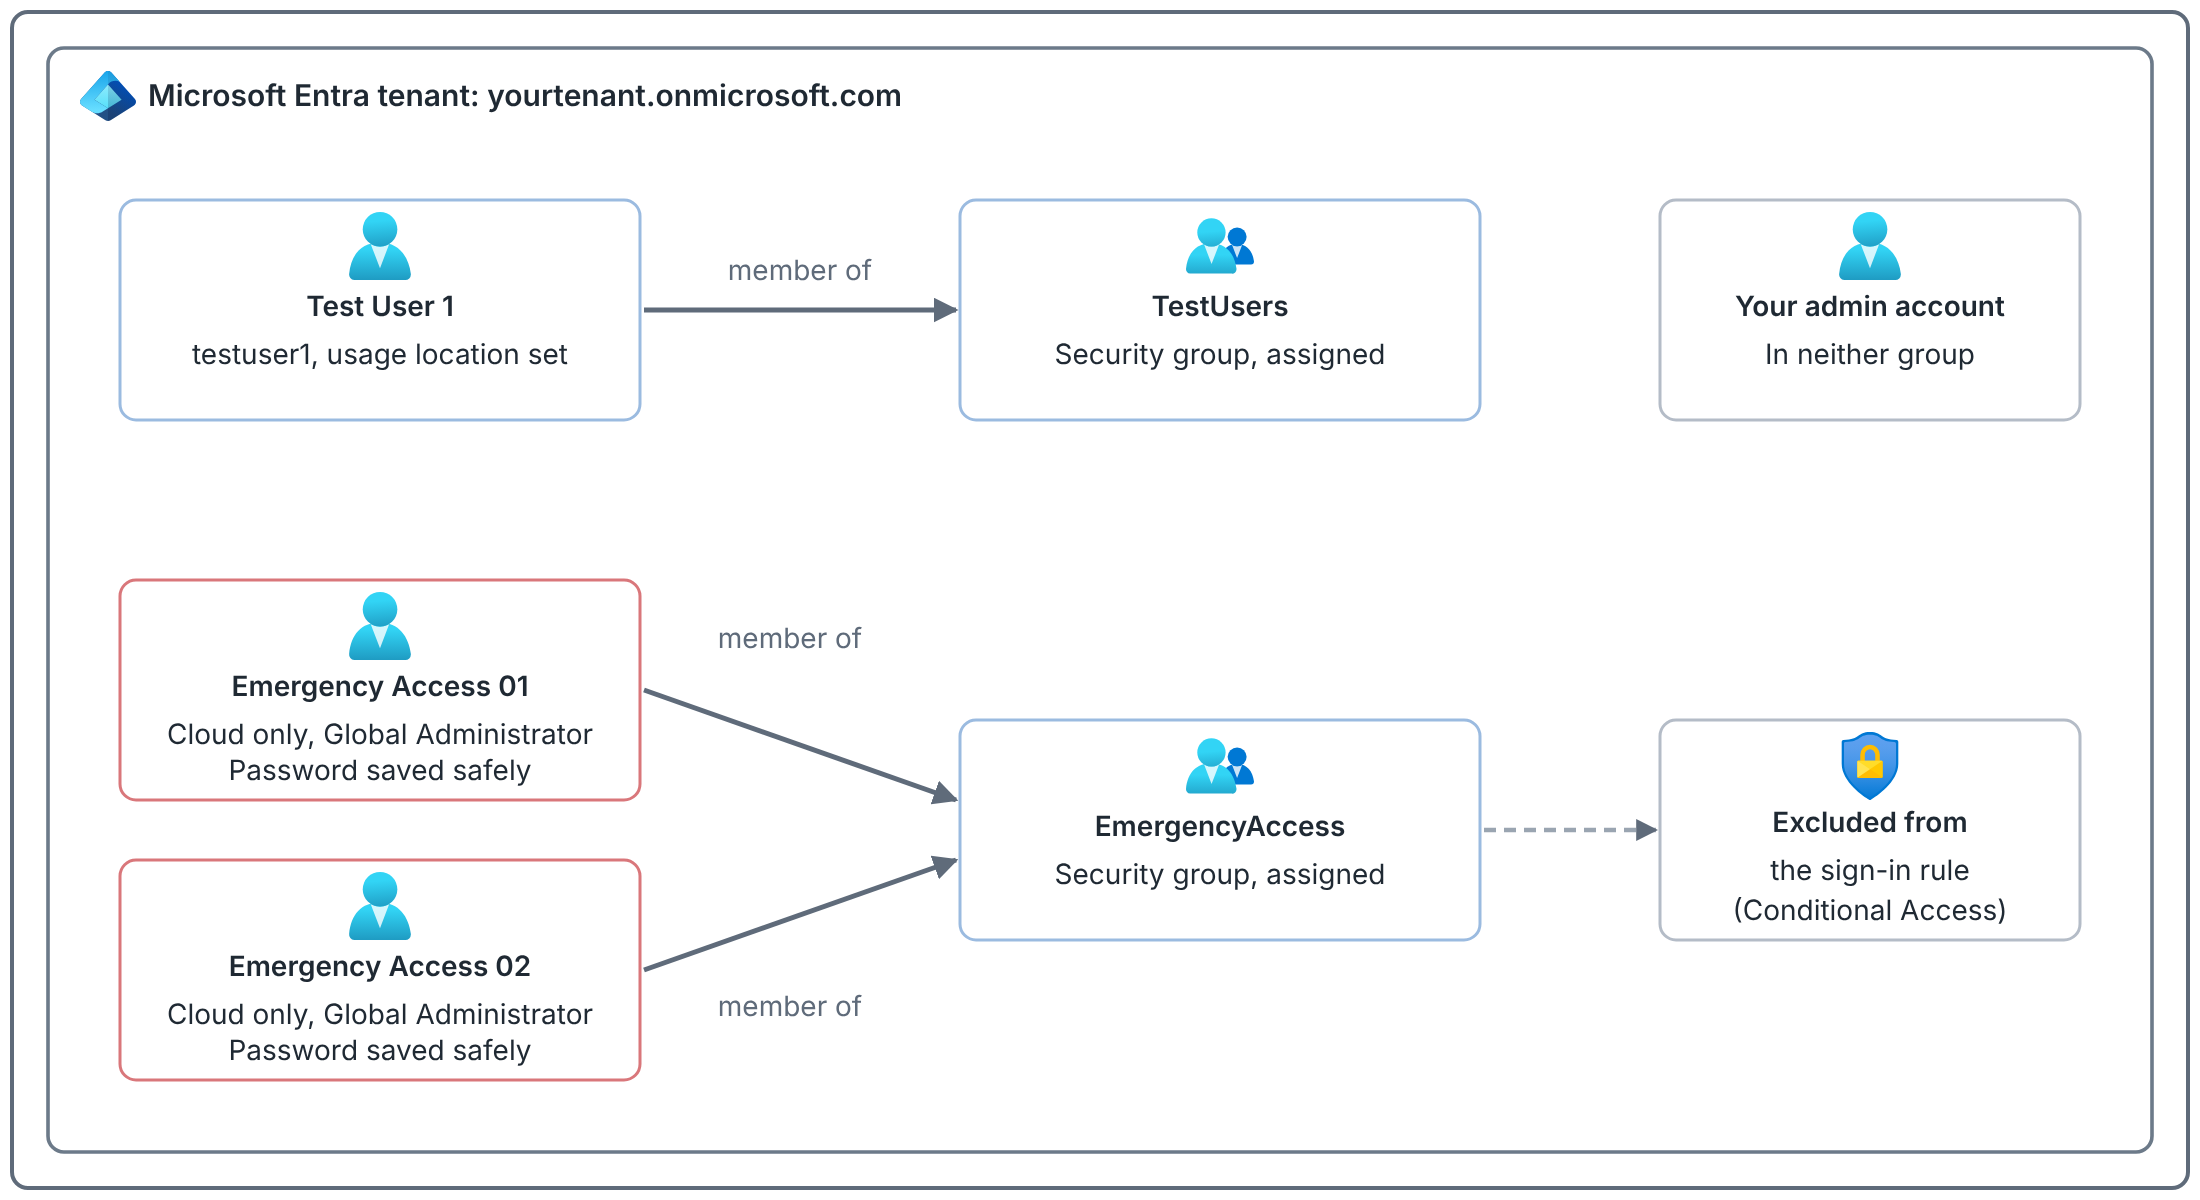 Microsoft Entra tenant: yourtenant.onmicrosoft.com
Test User 1
testuser1, usage location set
member of
TestUsers
Security group, assigned
Your admin account
In neither group
Emergency Access 01
Cloud only, Global Administrator
Password saved safely
member of
Emergency Access 02
Cloud only, Global Administrator
Password saved safely
member of
EmergencyAccess
Security group, assigned
Excluded from
the sign-in rule
(Conditional Access)